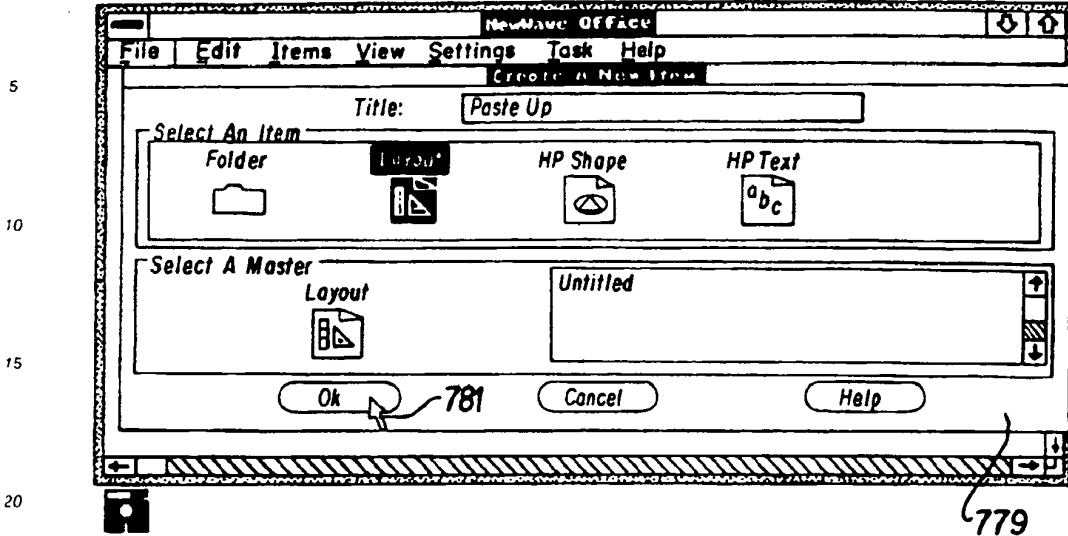 NewWave Office
File Edit Items View Settings Task Help
Create A New Item
5
Title: Paste Up
Select An Item
Folder Layout HP Shape HP Text
abc
10
Select A Master
Layout Untitled
15
Ok 781 Cancel Help
20
779